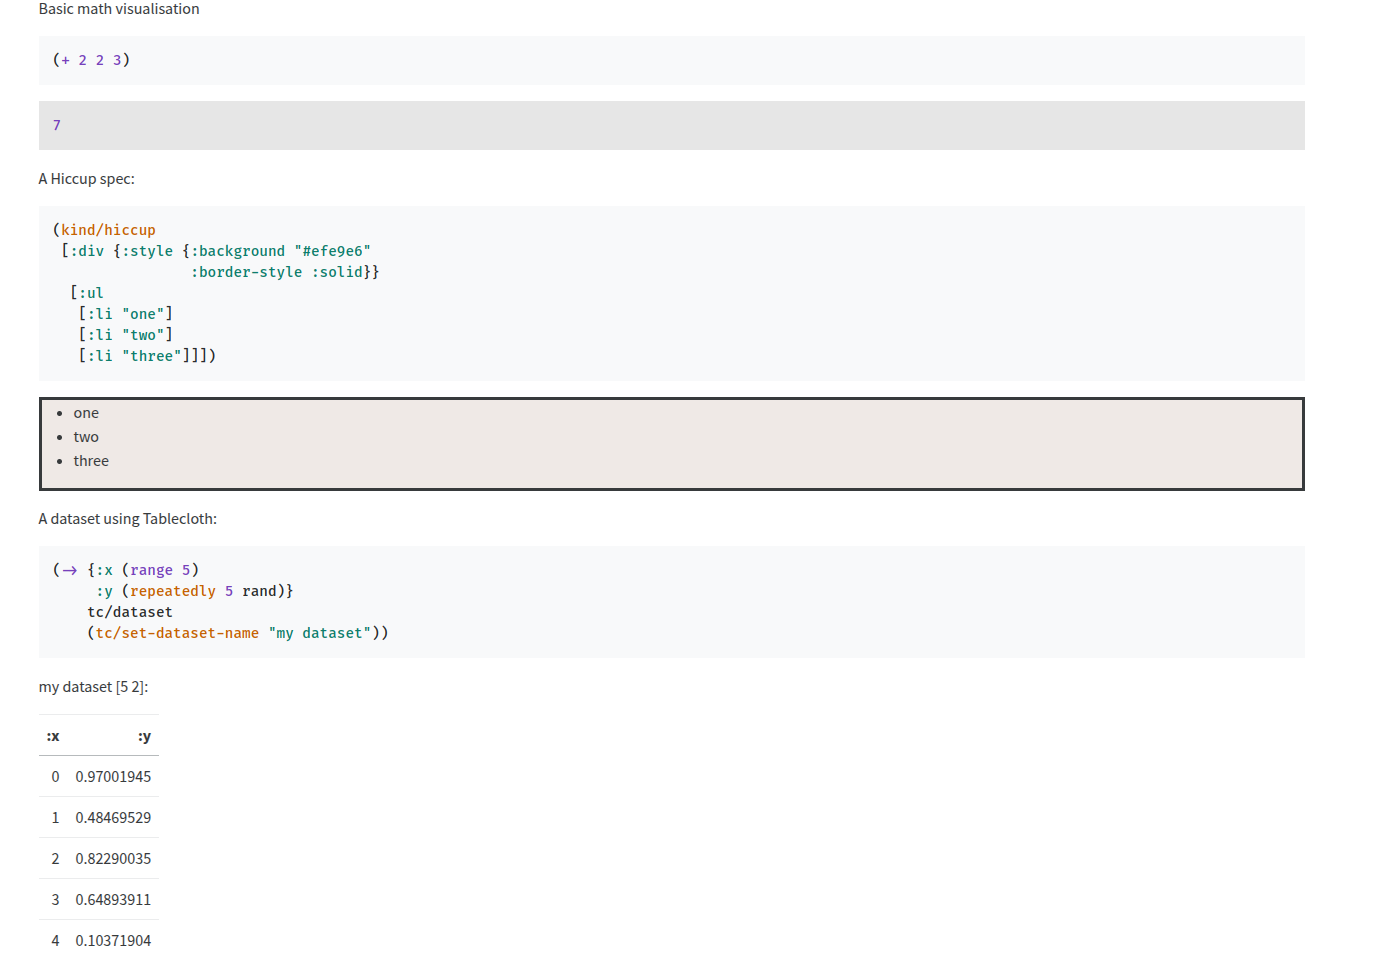 Basic math visualisation
(+ 2 2 3)
7
A Hiccup spec:
(kind/hiccup
 [:div {:style {:background "#efe9e6"
                :border-style :solid}}
  [:ul
   [:li "one"]
   [:li "two"]
   [:li "three"]]])
• one
• two
• three
A dataset using Tablecloth:
(→ {:x (range 5)
     :y (repeatedly 5 rand)}
    tc/dataset
    (tc/set-dataset-name "my dataset"))
my dataset [5 2]:
:x :y
0 0.97001945
1 0.48469529
2 0.82290035
3 0.64893911
4 0.10371904